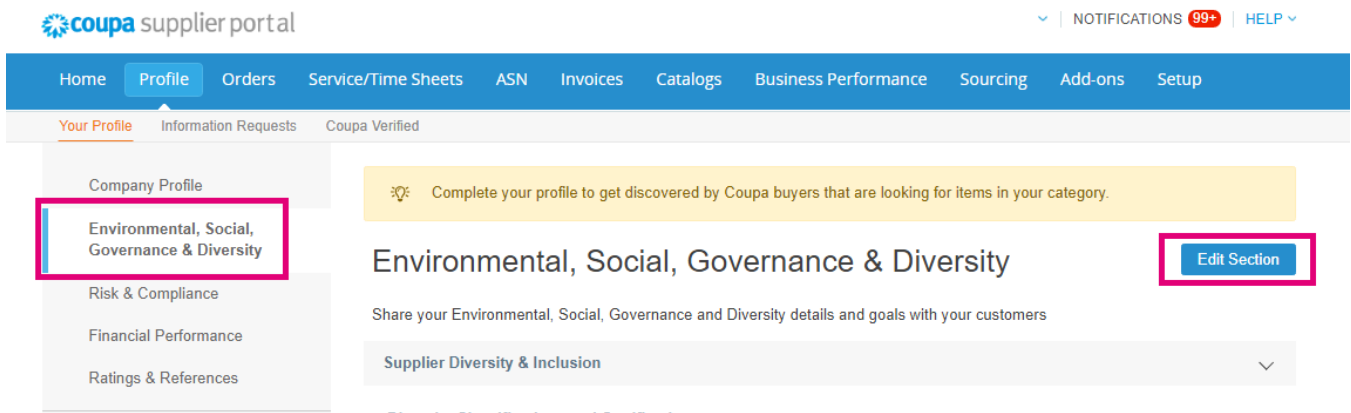 coupa supplier portal
NOTIFICATIONS 99+ HELP
Home Profile Orders Service/Time Sheets ASN Invoices Catalogs Business Performance Sourcing Add-ons Setup
Your Profile Information Requests Coupa Verified
Company Profile
Environmental, Social,
Governance & Diversity
Risk & Compliance
Financial Performance
Ratings & References
Complete your profile to get discovered by Coupa buyers that are looking for items in your category.
Environmental, Social, Governance & Diversity
Edit Section
Share your Environmental, Social, Governance and Diversity details and goals with your customers
Supplier Diversity & Inclusion